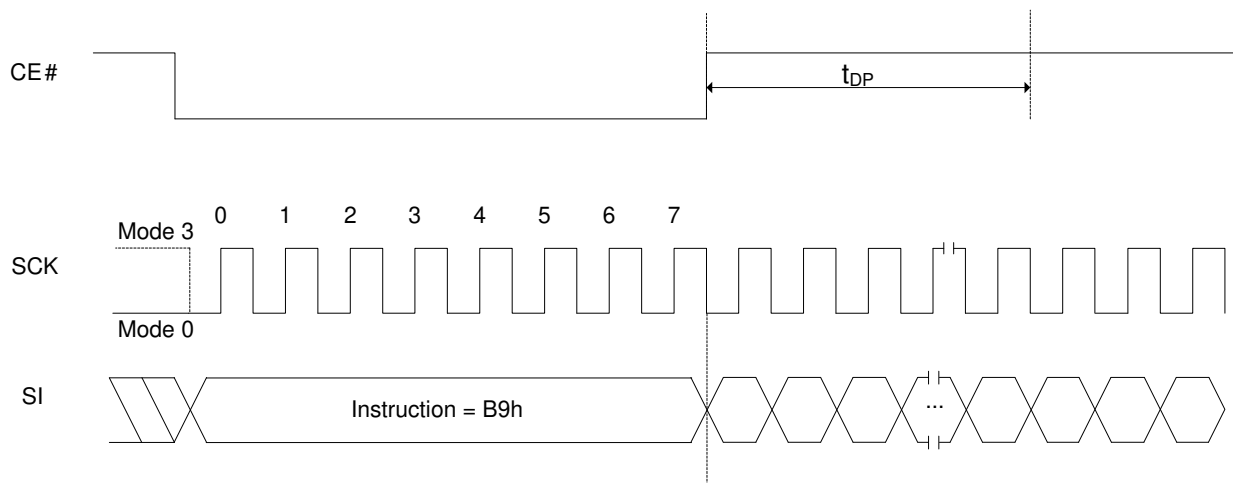 CE#
tDP
0 1 2 3 4 5 6 7
Mode 3
SCK
Mode 0
SI
Instruction = B9h
...